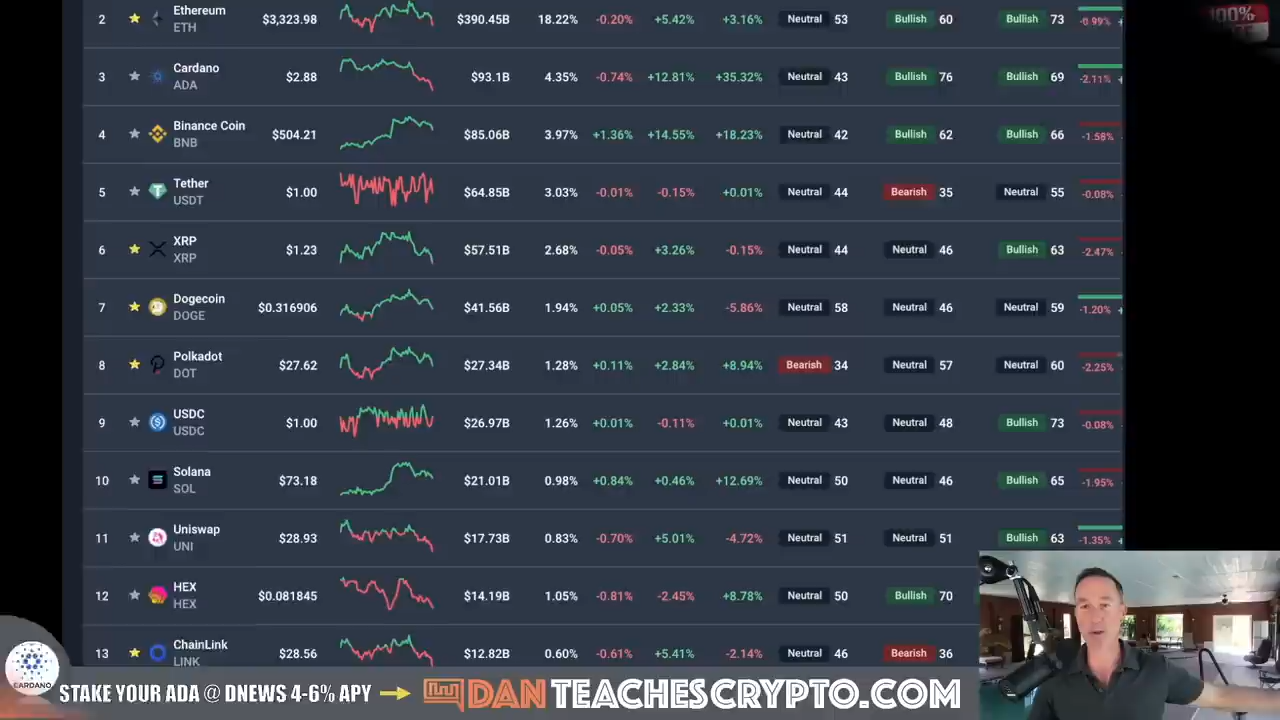 100%
2 Ethereum $3,323.98 $390.45B 18.22% -0.20% +5.42% +3.16% Neutral 53 Bullish 60 Bullish 73 -0.99%
ETH
3 Cardano $2.88 $93.1B 4.35% -0.74% +12.81% +35.32% Neutral 43 Bullish 76 Bullish 69 -2.11%
ADA
4 Binance Coin $504.21 $85.06B 3.97% +1.36% +14.55% +18.23% Neutral 42 Bullish 62 Bullish 66 -1.58%
BNB
5 Tether $1.00 $64.85B 3.03% -0.01% -0.15% +0.01% Neutral 44 Bearish 35 Neutral 55 -0.08%
USDT
6 XRP $1.23 $57.51B 2.68% -0.05% +3.26% -0.15% Neutral 44 Neutral 46 Bullish 63 -2.47%
XRP
7 Dogecoin $0.316906 $41.56B 1.94% +0.05% +2.33% -5.86% Neutral 58 Neutral 46 Neutral 59 -1.20%
DOGE
8 Polkadot $27.62 $27.34B 1.28% +0.11% +2.84% +8.94% Bearish 34 Neutral 57 Neutral 60 -2.25%
DOT
9 USDC $1.00 $26.97B 1.26% +0.01% -0.11% +0.01% Neutral 43 Neutral 48 Bullish 73 -0.08%
USDC
10 Solana $73.18 $21.01B 0.98% +0.84% +0.46% +12.69% Neutral 50 Neutral 46 Bullish 65 -1.95%
SOL
11 Uniswap $28.93 $17.73B 0.83% -0.70% +5.01% -4.72% Neutral 51 Neutral 51 Bullish 63 -1.35%
UNI
12 HEX $0.081845 $14.19B 1.05% -0.81% -2.45% +8.78% Neutral 50 Bullish 70
HEX
13 ChainLink $28.56 $12.82B 0.60% -0.61% +5.41% -2.14% Neutral 46 Bearish 36
LINK
CARDANO
STAKE YOUR ADA @ DNEWS 4-6% APY DANTEACHESCRYPTO.COM